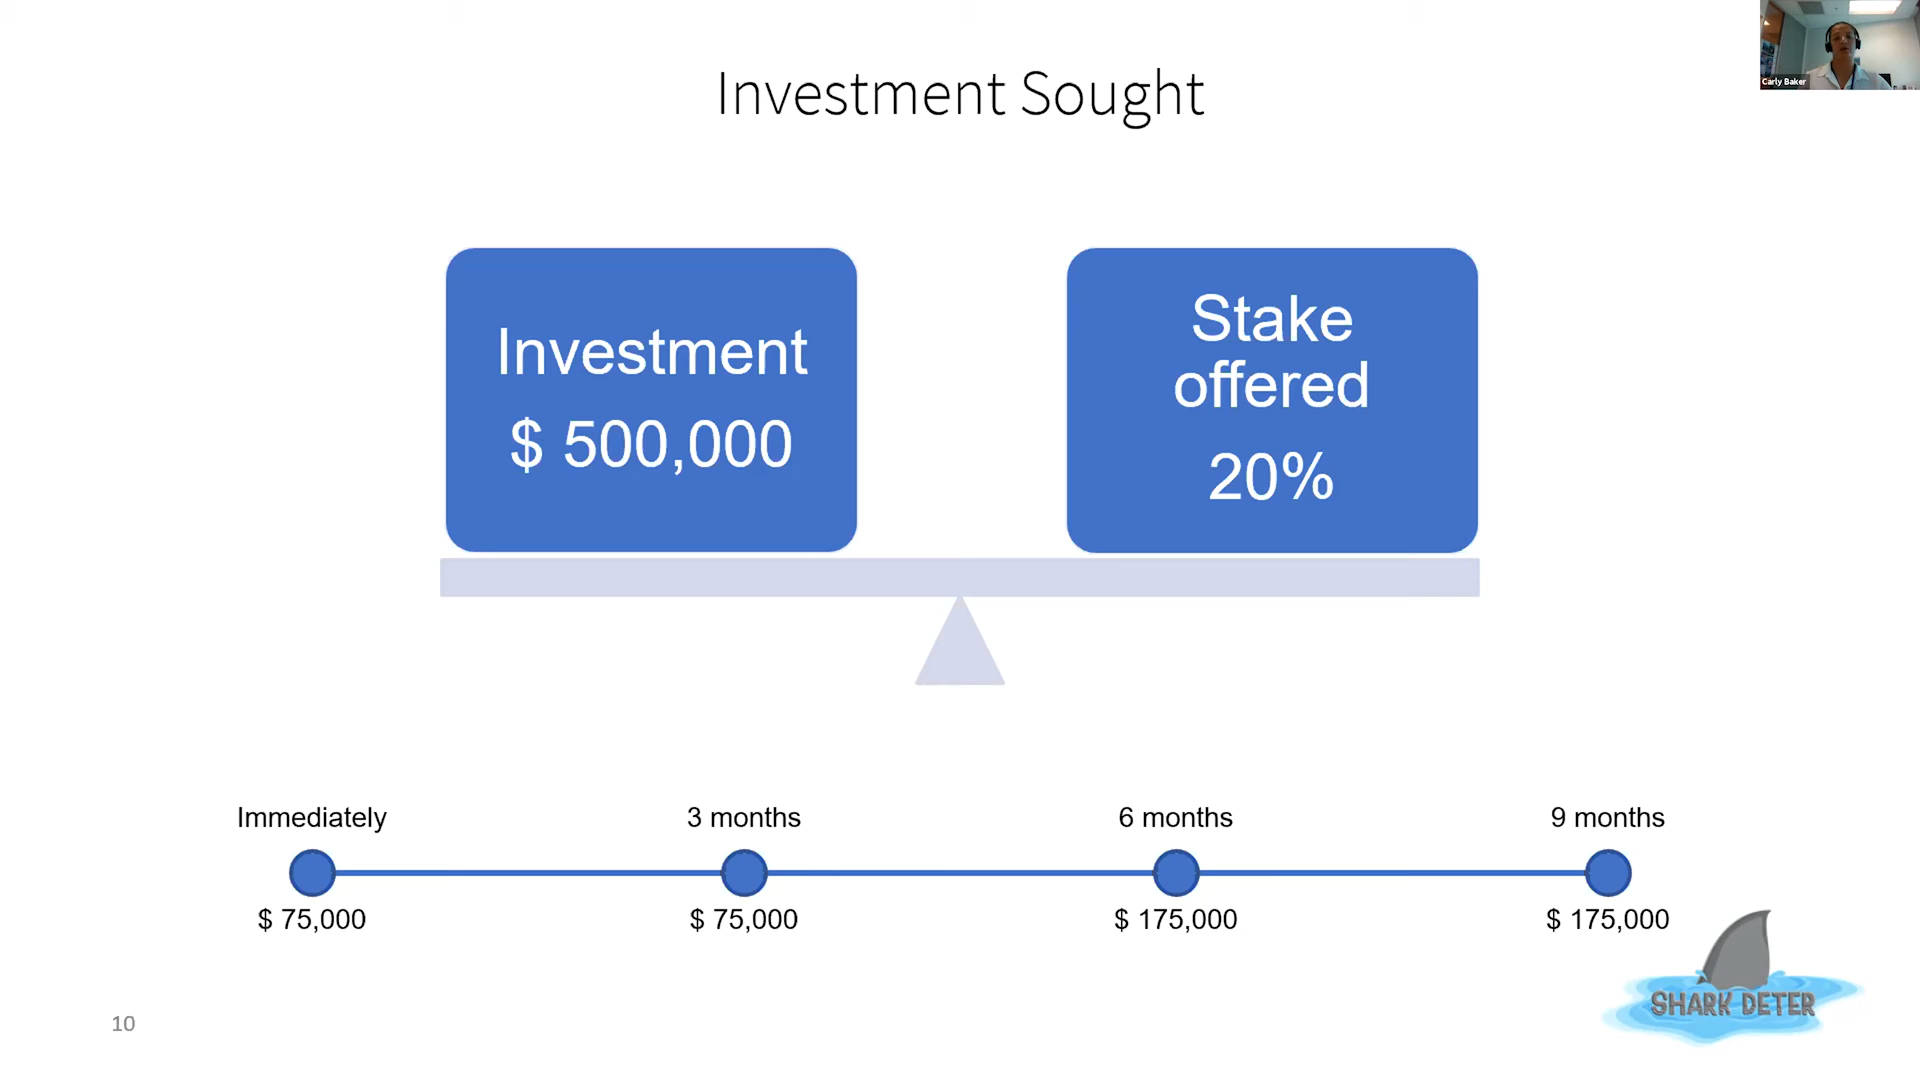 Investment Sought
Carly Baker
Investment
$ 500,000
Stake
offered
20%
Immediately
3 months
6 months
9 months
$ 75,000
$ 75,000
$ 175,000
$ 175,000
SHARK DETER
10